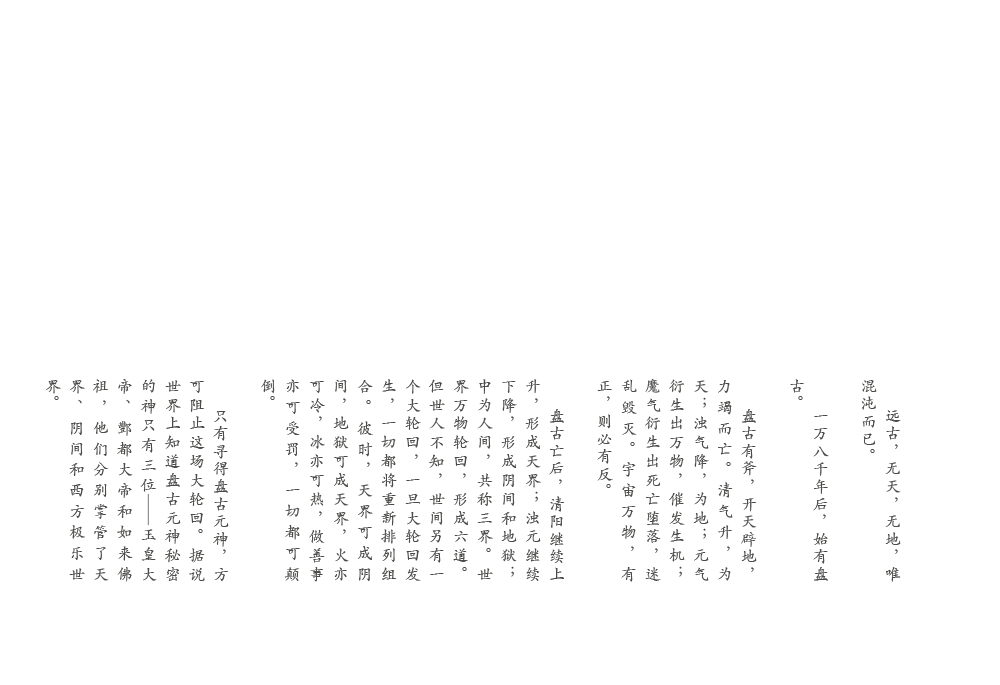 远古，无天，无地，唯
混沌而已。
一万八千年后，始有盘
古。
盘古有斧，开天辟地，
力竭而亡。清气升，为
天；浊气降，为地；元气
衍生出万物，催发生机；
魔气衍生出死亡堕落，迷
乱毁灭。宇宙万物，有
正，则必有反。
盘古亡后，清阳继续上
升，形成天界；浊元继续
下降，形成阴间和地狱；
中为人间，共称三界。世
界万物轮回，形成六道。
但世人不知，世间另有一
个大轮回，一旦大轮回发
生，一切都将重新排列组
合。彼时，天界可成阴
间，地狱可成天界，火亦
可冷，冰亦可热，做善事
亦可受罚，一切都可颠
倒。
只有寻得盘古元神，方
可阻止这场大轮回。据说
世界上知道盘古元神秘密
的神只有三位——玉皇大
帝、酆都大帝和如来佛
祖，他们分别掌管了天
界、阴间和西方极乐世
界。